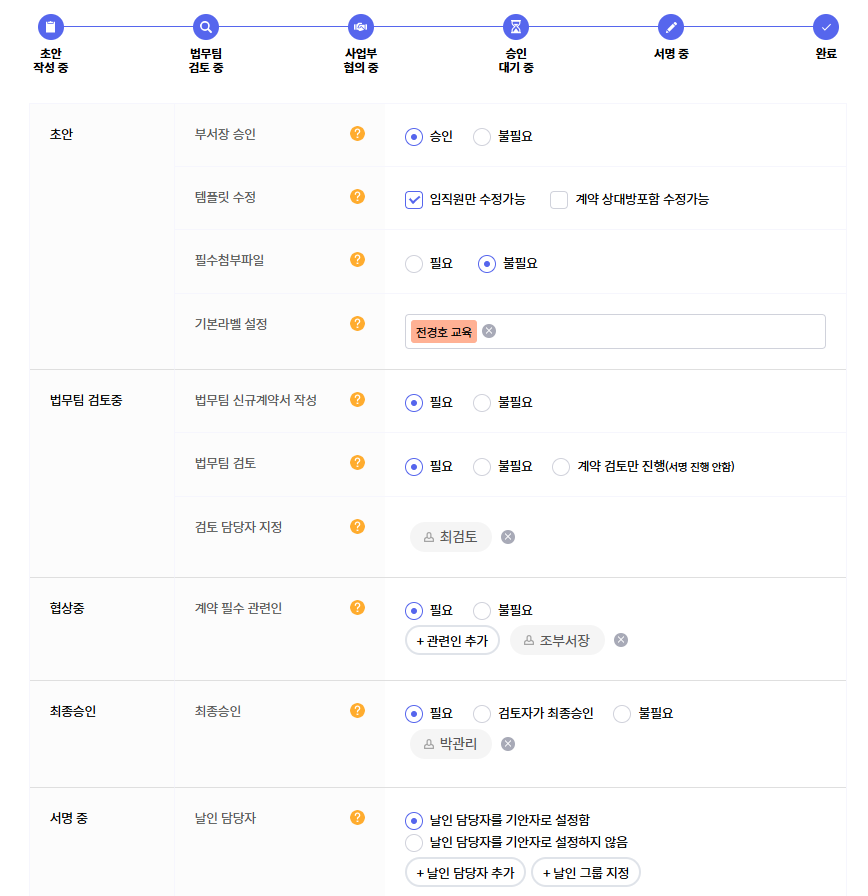 초안
작성 중
법무팀
검토 중
사업부
협의 중
승인
대기 중
서명 중
완료
초안
부서장 승인
?
승인
불필요
템플릿 수정
?
임직원만 수정가능
계약 상대방포함 수정가능
필수첨부파일
?
필요
불필요
기본라벨 설정
?
전경호 교육
법무팀 검토중
법무팀 신규계약서 작성
?
필요
불필요
법무팀 검토
?
필요
불필요
계약 검토만 진행(서명 진행 안함)
검토 담당자 지정
?
최검토
협상중
계약 필수 관련인
?
필요
불필요
+ 관련인 추가
조부서장
최종승인
최종승인
?
필요
검토자가 최종승인
불필요
박관리
서명 중
날인 담당자
?
날인 담당자를 기안자로 설정함
날인 담당자를 기안자로 설정하지 않음
+ 날인 담당자 추가
+ 날인 그룹 지정